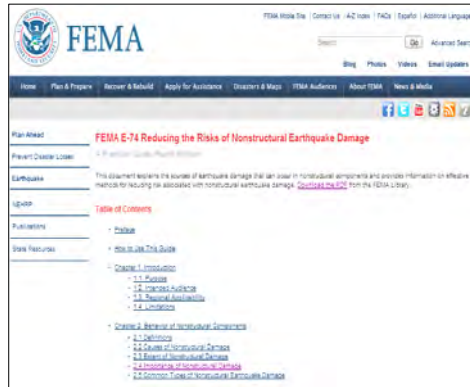 FEMA Mobile Site | Contact Us | A-Z Index | FAQs | Español | Additional Languages
FEMA
Search
Go
Advanced Search
Blog Photos Videos Email Updates
Home Plan & Prepare Recover & Rebuild Apply for Assistance Disasters & Maps FEMA Audiences About FEMA News & Media
Plan Ahead
Prevent Disaster Losses
Earthquake
NEHRP
Publications
State Resources
FEMA E-74 Reducing the Risks of Nonstructural Earthquake Damage
A Practical Guide, Fourth Edition
This document explains the sources of earthquake damage that can occur in nonstructural components and provides information on effective
methods for reducing risk associated with nonstructural earthquake damage. Download the PDF from the FEMA Library.
Table of Contents
Preface
How to Use This Guide
Chapter 1. Introduction
1.1. Purpose
1.2. Intended Audience
1.3. Regional Applicability
1.4. Limitations
Chapter 2. Behavior of Nonstructural Components
2.1 Definitions
2.2 Causes of Nonstructural Damage
2.3 Extent of Nonstructural Damage
2.4 Importance of Nonstructural Damage
2.5 Common Types of Nonstructural Earthquake Damage